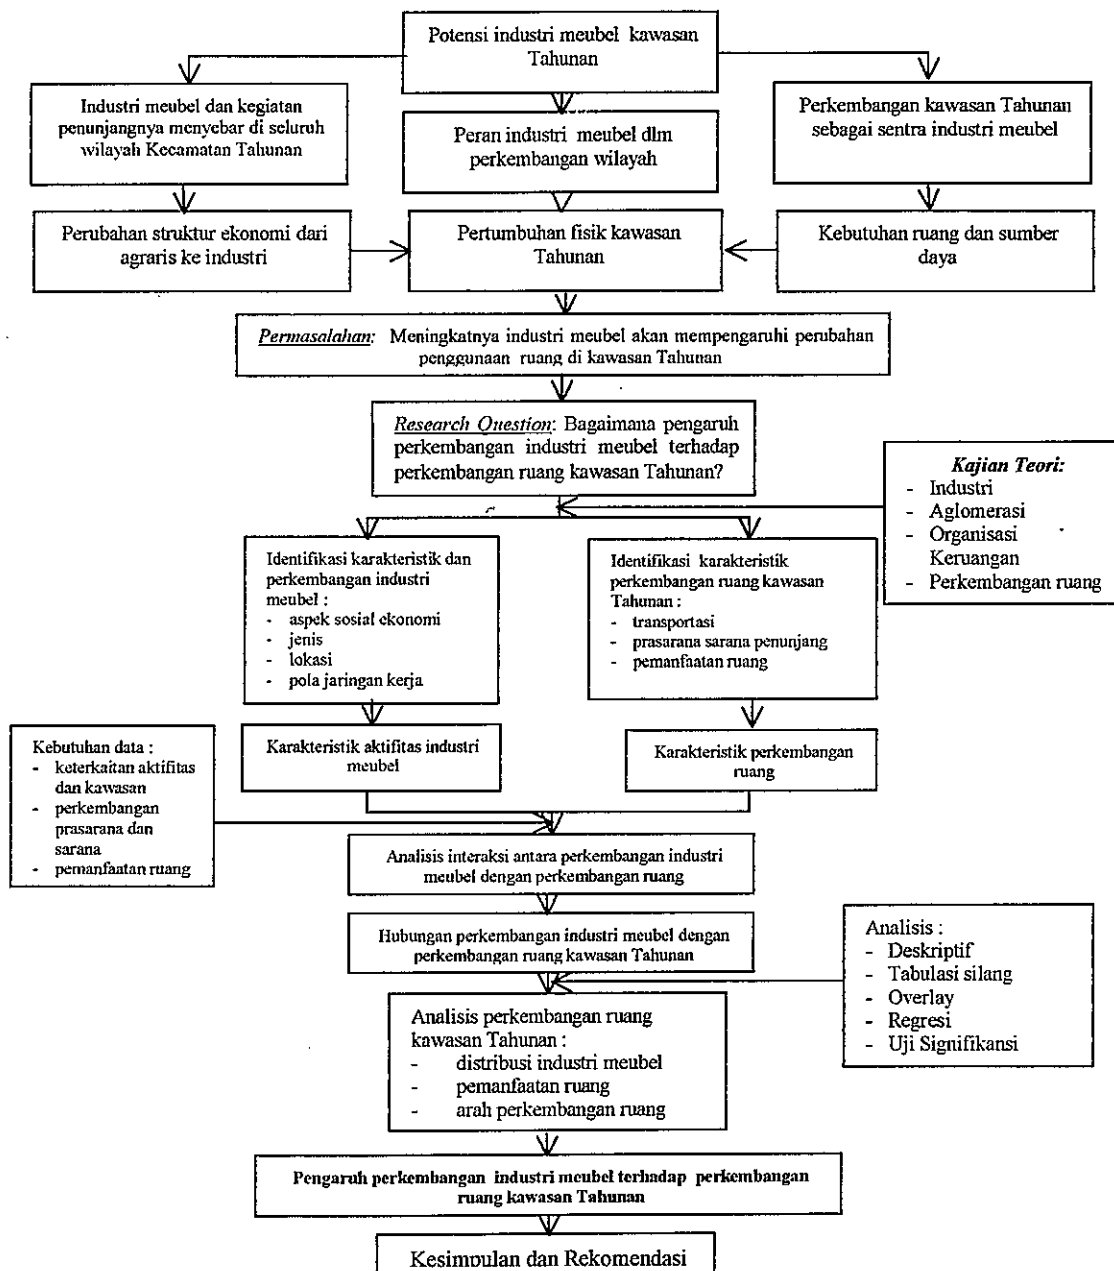 Potensi industri meubel kawasan
Tahunan
Industri meubel dan kegiatan
penunjangnya menyebar di seluruh
wilayah Kecamatan Tahunan
Peran industri meubel dlm
perkembangan wilayah
Perkembangan kawasan Tahunan
sebagai sentra industri meubel
Perubahan struktur ekonomi dari
agraris ke industri
Pertumbuhan fisik kawasan
Tahunan
Kebutuhan ruang dan sumber
daya
Permasalahan: Meningkatnya industri meubel akan mempengaruhi perubahan
penggunaan ruang di kawasan Tahunan
Research Question: Bagaimana pengaruh
perkembangan industri meubel terhadap
perkembangan ruang kawasan Tahunan?
Kajian Teori:
- Industri
- Aglomerasi
- Organisasi
Keruangan
- Perkembangan ruang
Identifikasi karakteristik dan
perkembangan industri
meubel :
- aspek sosial ekonomi
- jenis
- lokasi
- pola jaringan kerja
Identifikasi karakteristik
perkembangan ruang kawasan
Tahunan :
- transportasi
- prasarana sarana penunjang
- pemanfaatan ruang
Kebutuhan data :
- keterkaitan aktifitas
dan kawasan
- perkembangan
prasarana dan
sarana
- pemanfaatan ruang
Karakteristik aktifitas industri
meubel
Karakteristik perkembangan
ruang
Analisis interaksi antara perkembangan industri
meubel dengan perkembangan ruang
Hubungan perkembangan industri meubel dengan
perkembangan ruang kawasan Tahunan
Analisis :
- Deskriptif
- Tabulasi silang
- Overlay
- Regresi
- Uji Signifikansi
Analisis perkembangan ruang
kawasan Tahunan :
- distribusi industri meubel
- pemanfaatan ruang
- arah perkembangan ruang
Pengaruh perkembangan industri meubel terhadap perkembangan
ruang kawasan Tahunan
Kesimpulan dan Rekomendasi